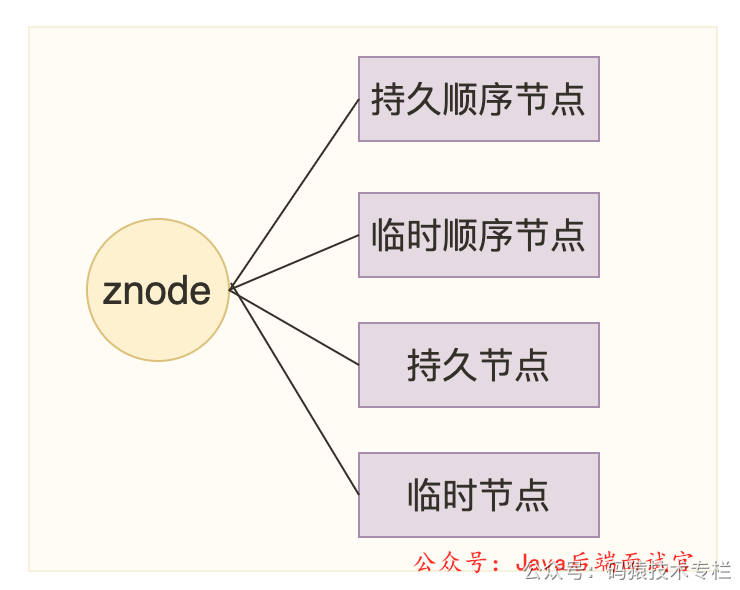 持久顺序节点
临时顺序节点
znode
持久节点
临时节点
公众号：Java后端面试官
公众号：码猿技术专栏